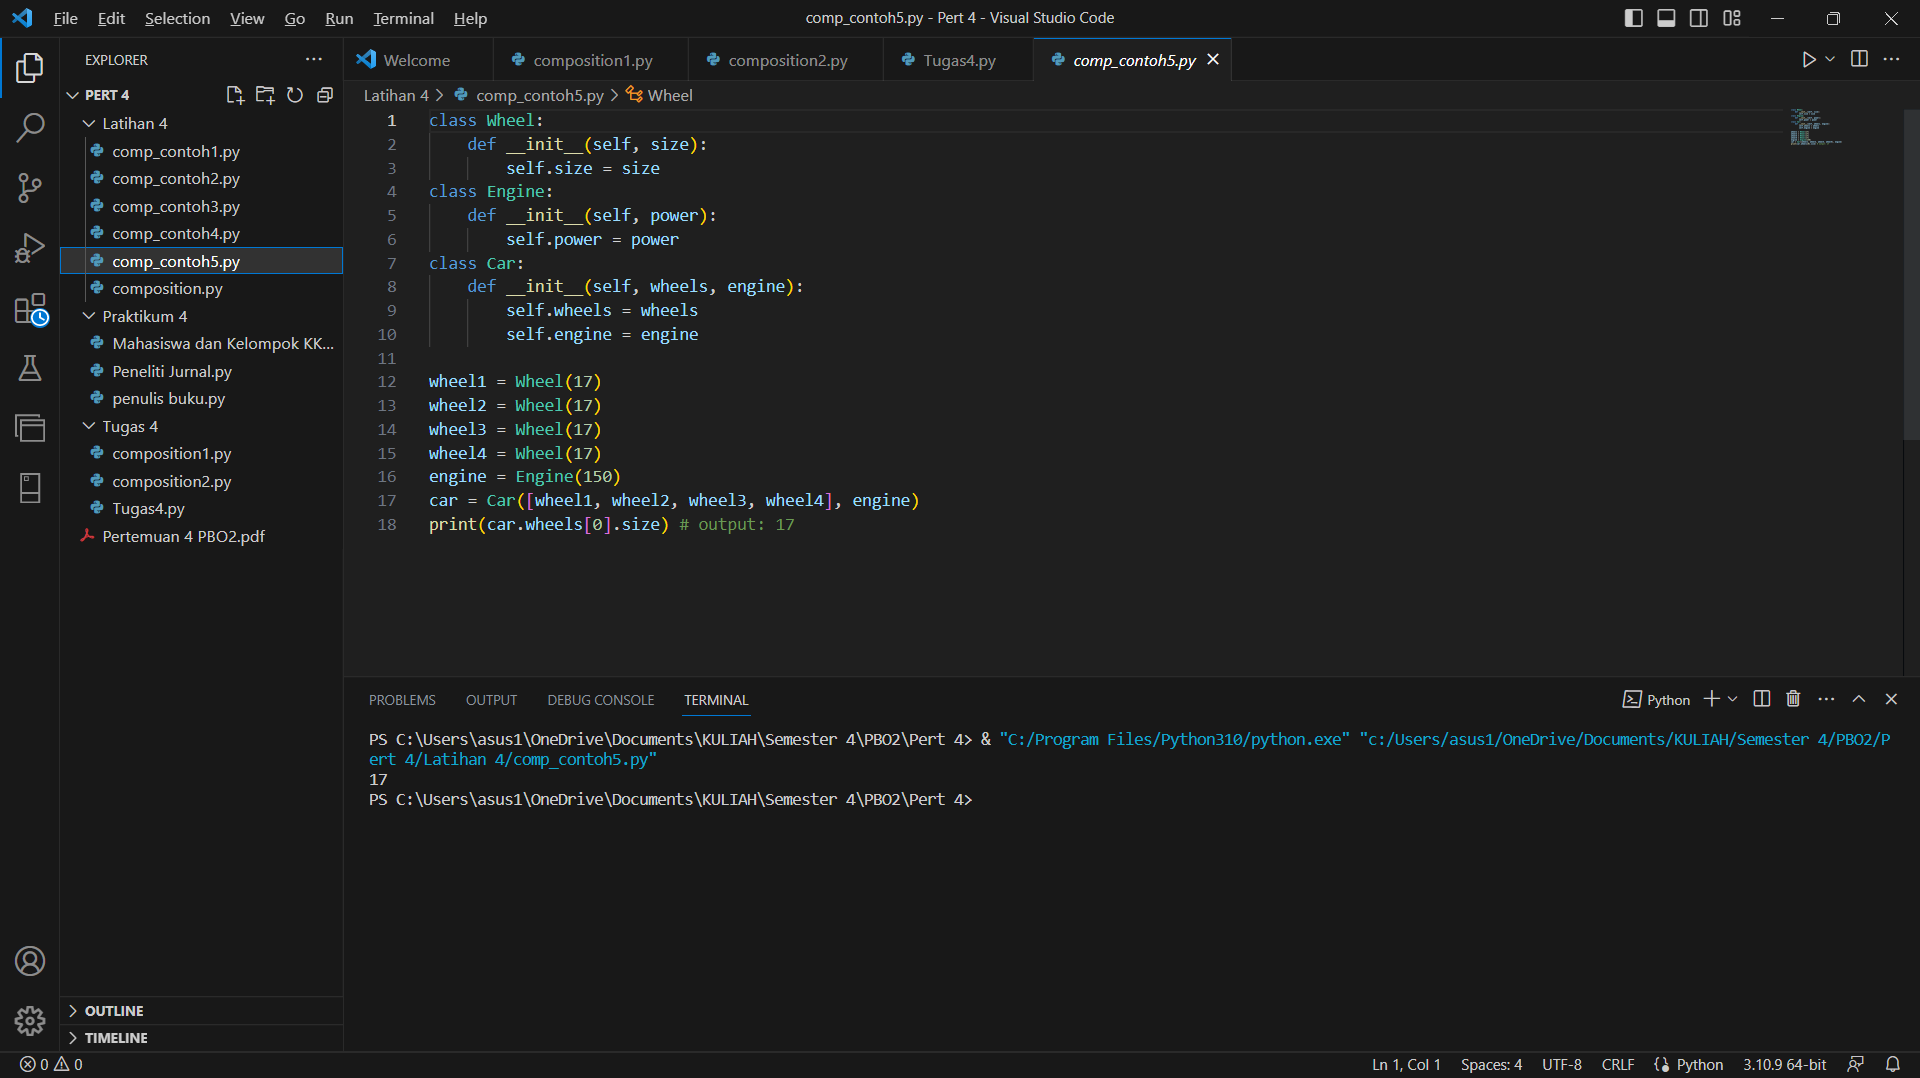 File Edit Selection View Go Run Terminal Help
comp_contoh5.py - Pert 4 - Visual Studio Code
EXPLORER
PERT 4
Latihan 4
comp_contoh1.py
comp_contoh2.py
comp_contoh3.py
comp_contoh4.py
comp_contoh5.py
composition.py
Praktikum 4
Mahasiswa dan Kelompok KK...
Peneliti Jurnal.py
penulis buku.py
Tugas 4
composition1.py
composition2.py
Tugas4.py
Pertemuan 4 PBO2.pdf
OUTLINE
TIMELINE
Welcome composition1.py composition2.py Tugas4.py comp_contoh5.py
Latihan 4 > comp_contoh5.py > Wheel
1 class Wheel:
2     def __init__(self, size):
3         self.size = size
4 class Engine:
5     def __init__(self, power):
6         self.power = power
7 class Car:
8     def __init__(self, wheels, engine):
9         self.wheels = wheels
10         self.engine = engine
11
12 wheel1 = Wheel(17)
13 wheel2 = Wheel(17)
14 wheel3 = Wheel(17)
15 wheel4 = Wheel(17)
16 engine = Engine(150)
17 car = Car([wheel1, wheel2, wheel3, wheel4], engine)
18 print(car.wheels[0].size) # output: 17
PROBLEMS OUTPUT DEBUG CONSOLE TERMINAL
Python
PS C:\Users\asus1\OneDrive\Documents\KULIAH\Semester 4\PBO2\Pert 4> & "C:/Program Files/Python310/python.exe" "c:/Users/asus1/OneDrive/Documents/KULIAH/Semester 4/PBO2/P
ert 4/Latihan 4/comp_contoh5.py"
17
PS C:\Users\asus1\OneDrive\Documents\KULIAH\Semester 4\PBO2\Pert 4>
0 0
Ln 1, Col 1 Spaces: 4 UTF-8 CRLF Python 3.10.9 64-bit